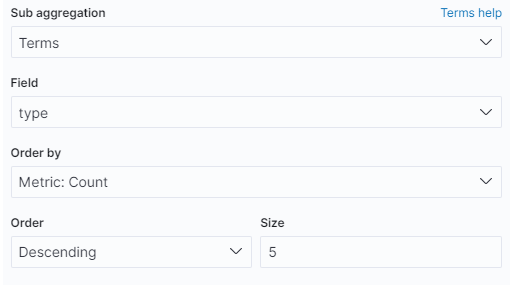 Sub aggregation Terms help
Terms
Field
type
Order by
Metric: Count
Order Size
Descending 5